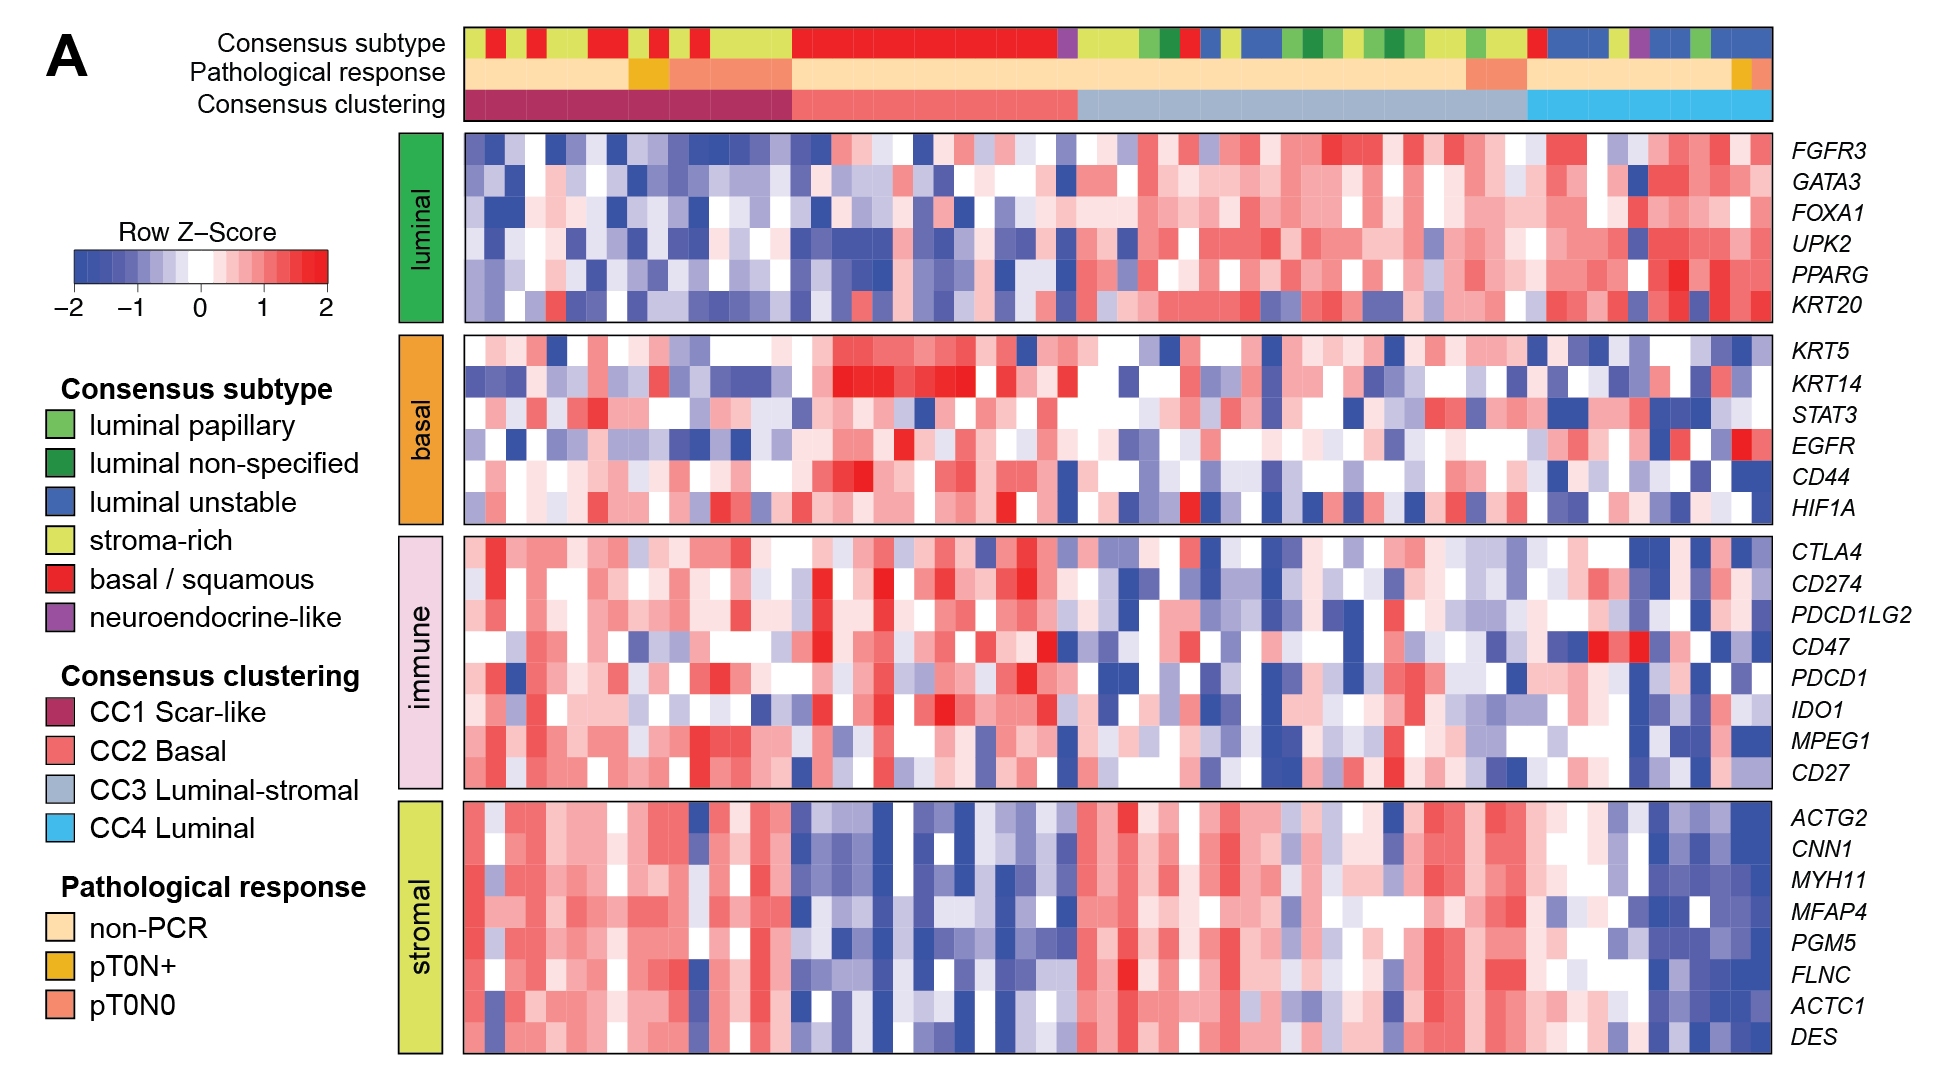 A
Consensus subtype
Pathological response
Consensus clustering
Row Z−Score
−2 −1 0 1 2
Consensus subtype
luminal papillary
luminal non-specified
luminal unstable
stroma-rich
basal / squamous
neuroendocrine-like
Consensus clustering
CC1 Scar-like
CC2 Basal
CC3 Luminal-stromal
CC4 Luminal
Pathological response
non-PCR
pT0N+
pT0N0
luminal
FGFR3
GATA3
FOXA1
UPK2
PPARG
KRT20
basal
KRT5
KRT14
STAT3
EGFR
CD44
HIF1A
immune
CTLA4
CD274
PDCD1LG2
CD47
PDCD1
IDO1
MPEG1
CD27
stromal
ACTG2
CNN1
MYH11
MFAP4
PGM5
FLNC
ACTC1
DES